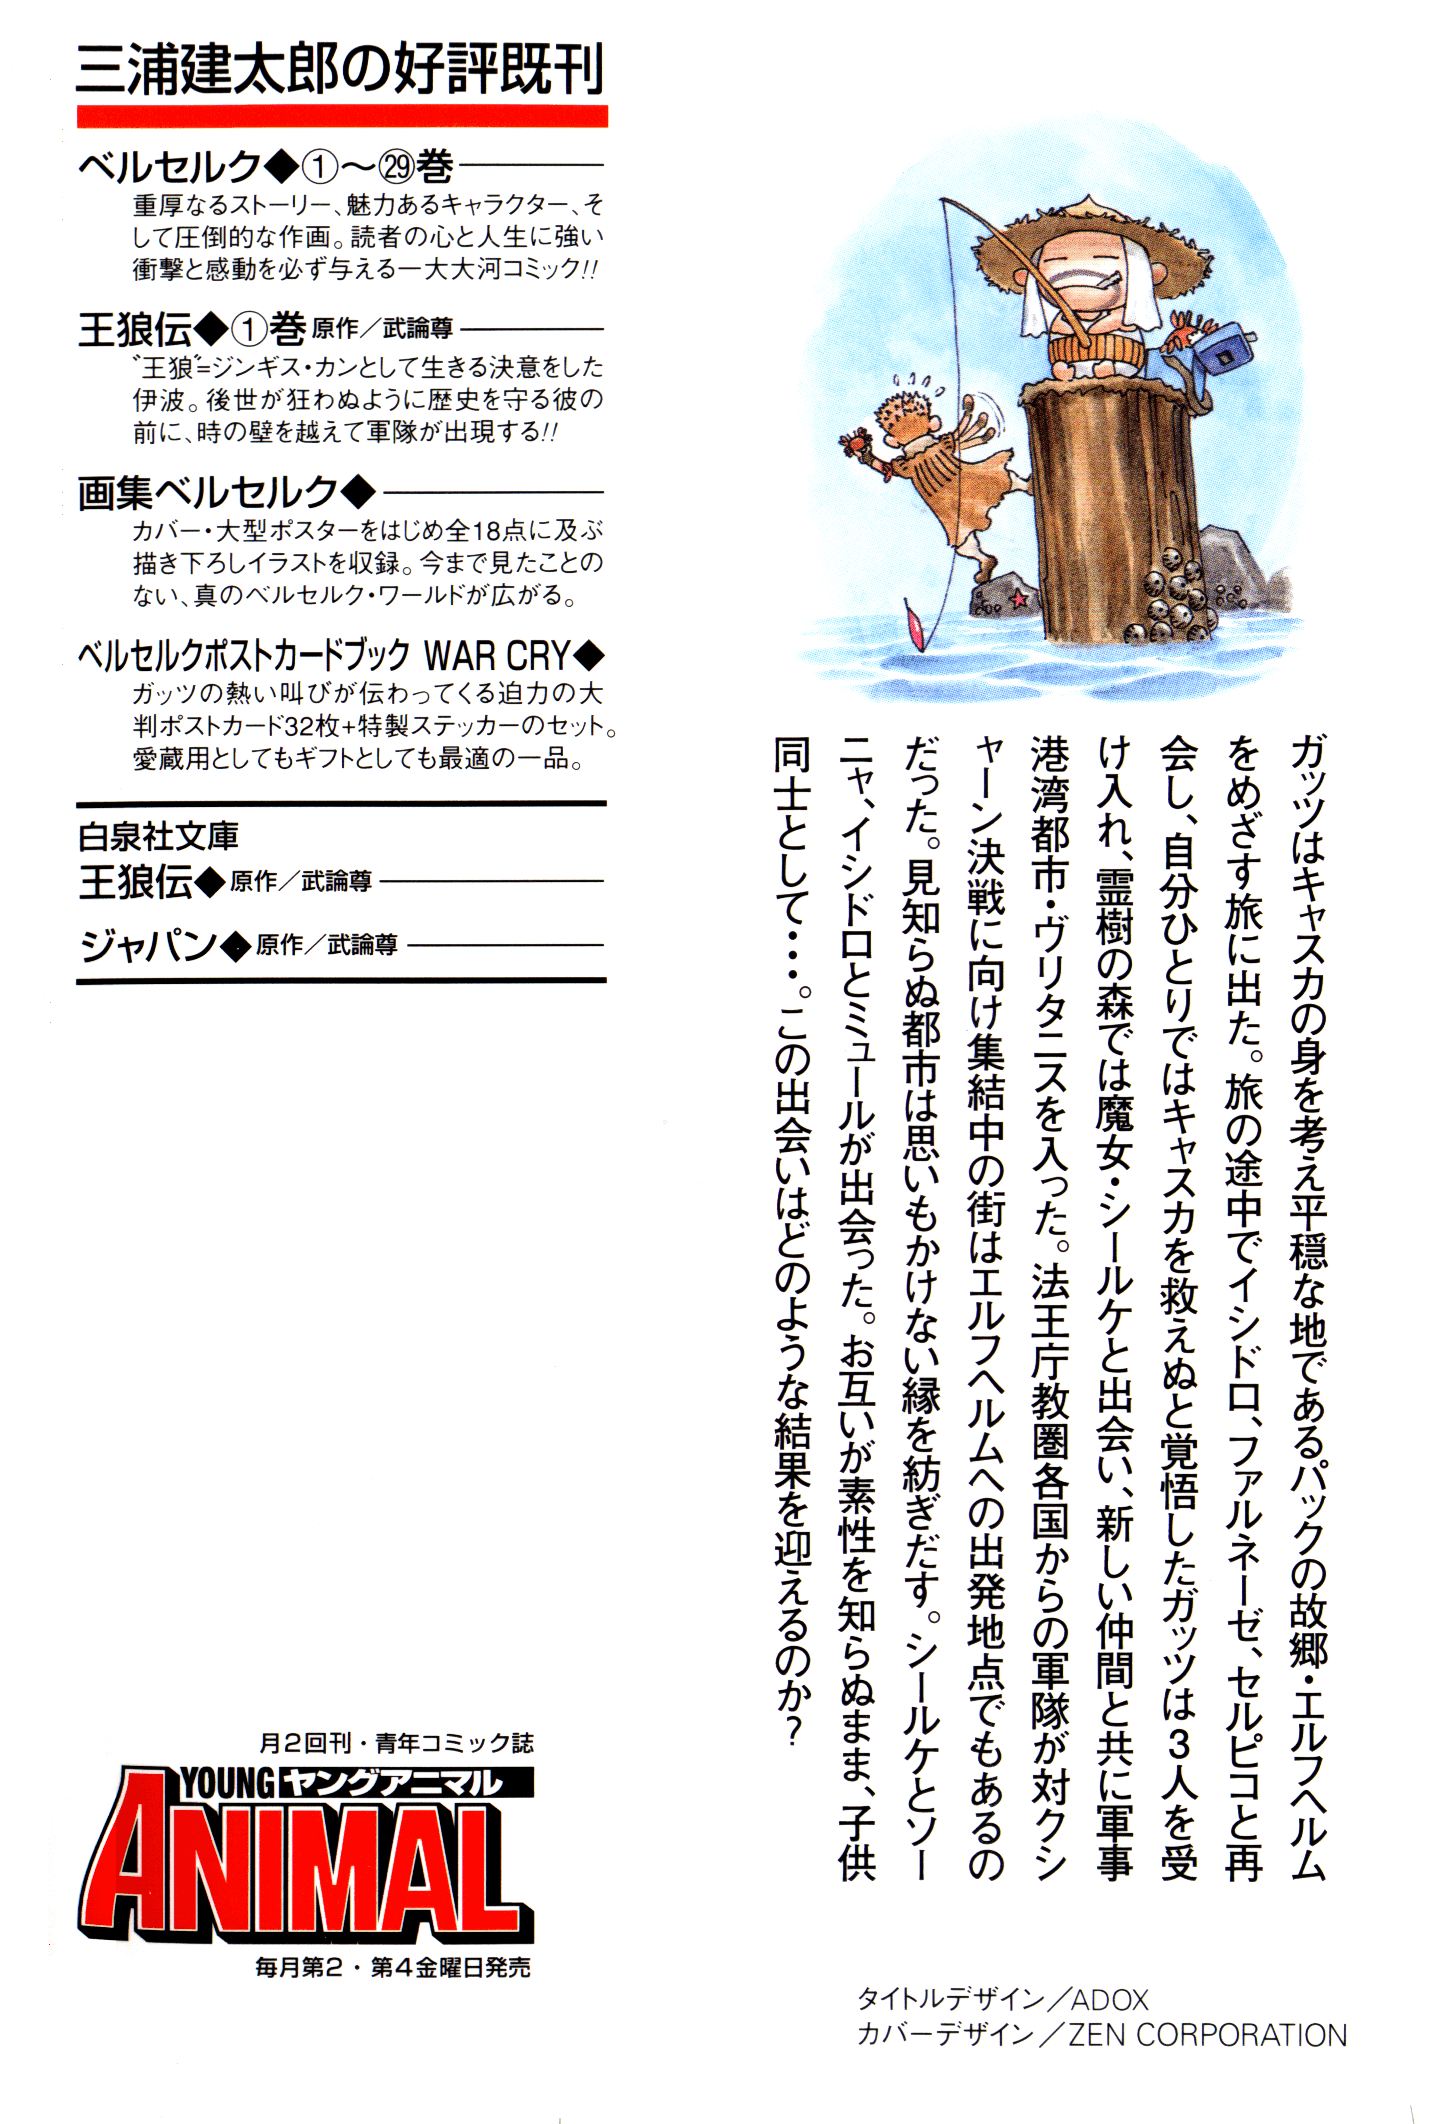 三浦建太郎の好評既刊
ベルセルク◆①〜㉙巻
重厚なるストーリー、魅力あるキャラクター、そ
して圧倒的な作画。読者の心と人生に強い
衝撃と感動を必ず与える一大大河コミック!!
王狼伝◆①巻 原作／武論尊
〝王狼〟=ジンギス・カンとして生きる決意をした
伊波。後世が狂わぬように歴史を守る彼の
前に、時の壁を越えて軍隊が出現する!!
画集ベルセルク◆
カバー・大型ポスターをはじめ全18点に及ぶ
描き下ろしイラストを収録。今まで見たことの
ない、真のベルセルク・ワールドが広がる。
ベルセルクポストカードブック WAR CRY◆
ガッツの熱い叫びが伝わってくる迫力の大
判ポストカード32枚+特製ステッカーのセット。
愛蔵用としてもギフトとしても最適の一品。
白泉社文庫
王狼伝◆原作／武論尊
ジャパン◆原作／武論尊
月2回刊・青年コミック誌
YOUNG ヤングアニマル
ANIMAL
毎月第2・第4金曜日発売
ガッツはキャスカの身を考え平穏な地であるパックの故郷・エルフヘルム
をめざす旅に出た。旅の途中でイシドロ、ファルネーゼ、セルピコと再
会し、自分ひとりではキャスカを救えぬと覚悟したガッツは3人を受
け入れ、霊樹の森では魔女・シールケと出会い、新しい仲間と共に軍事
港湾都市・ヴリタニスを入った。法王庁教圏各国からの軍隊が対クシ
ャーン決戦に向け集結中の街はエルフヘルムへの出発地点でもあるの
だった。見知らぬ都市は思いもかけない縁を紡ぎだす。シールケとソー
ニャ、イシドロとミュールが出会った。お互いが素性を知らぬまま、子供
同士として・・・。この出会いはどのような結果を迎えるのか?
タイトルデザイン／ADOX
カバーデザイン／ZEN CORPORATION